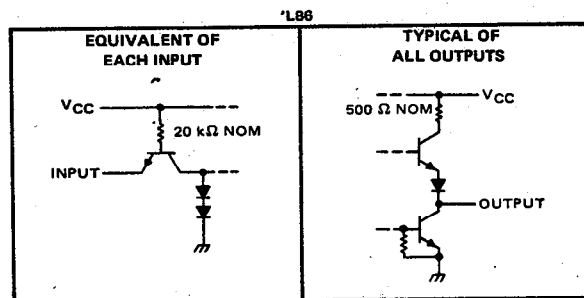 'L86
EQUIVALENT OF
EACH INPUT
VCC
20 kΩ NOM
INPUT
TYPICAL OF
ALL OUTPUTS
VCC
500 Ω NOM
OUTPUT